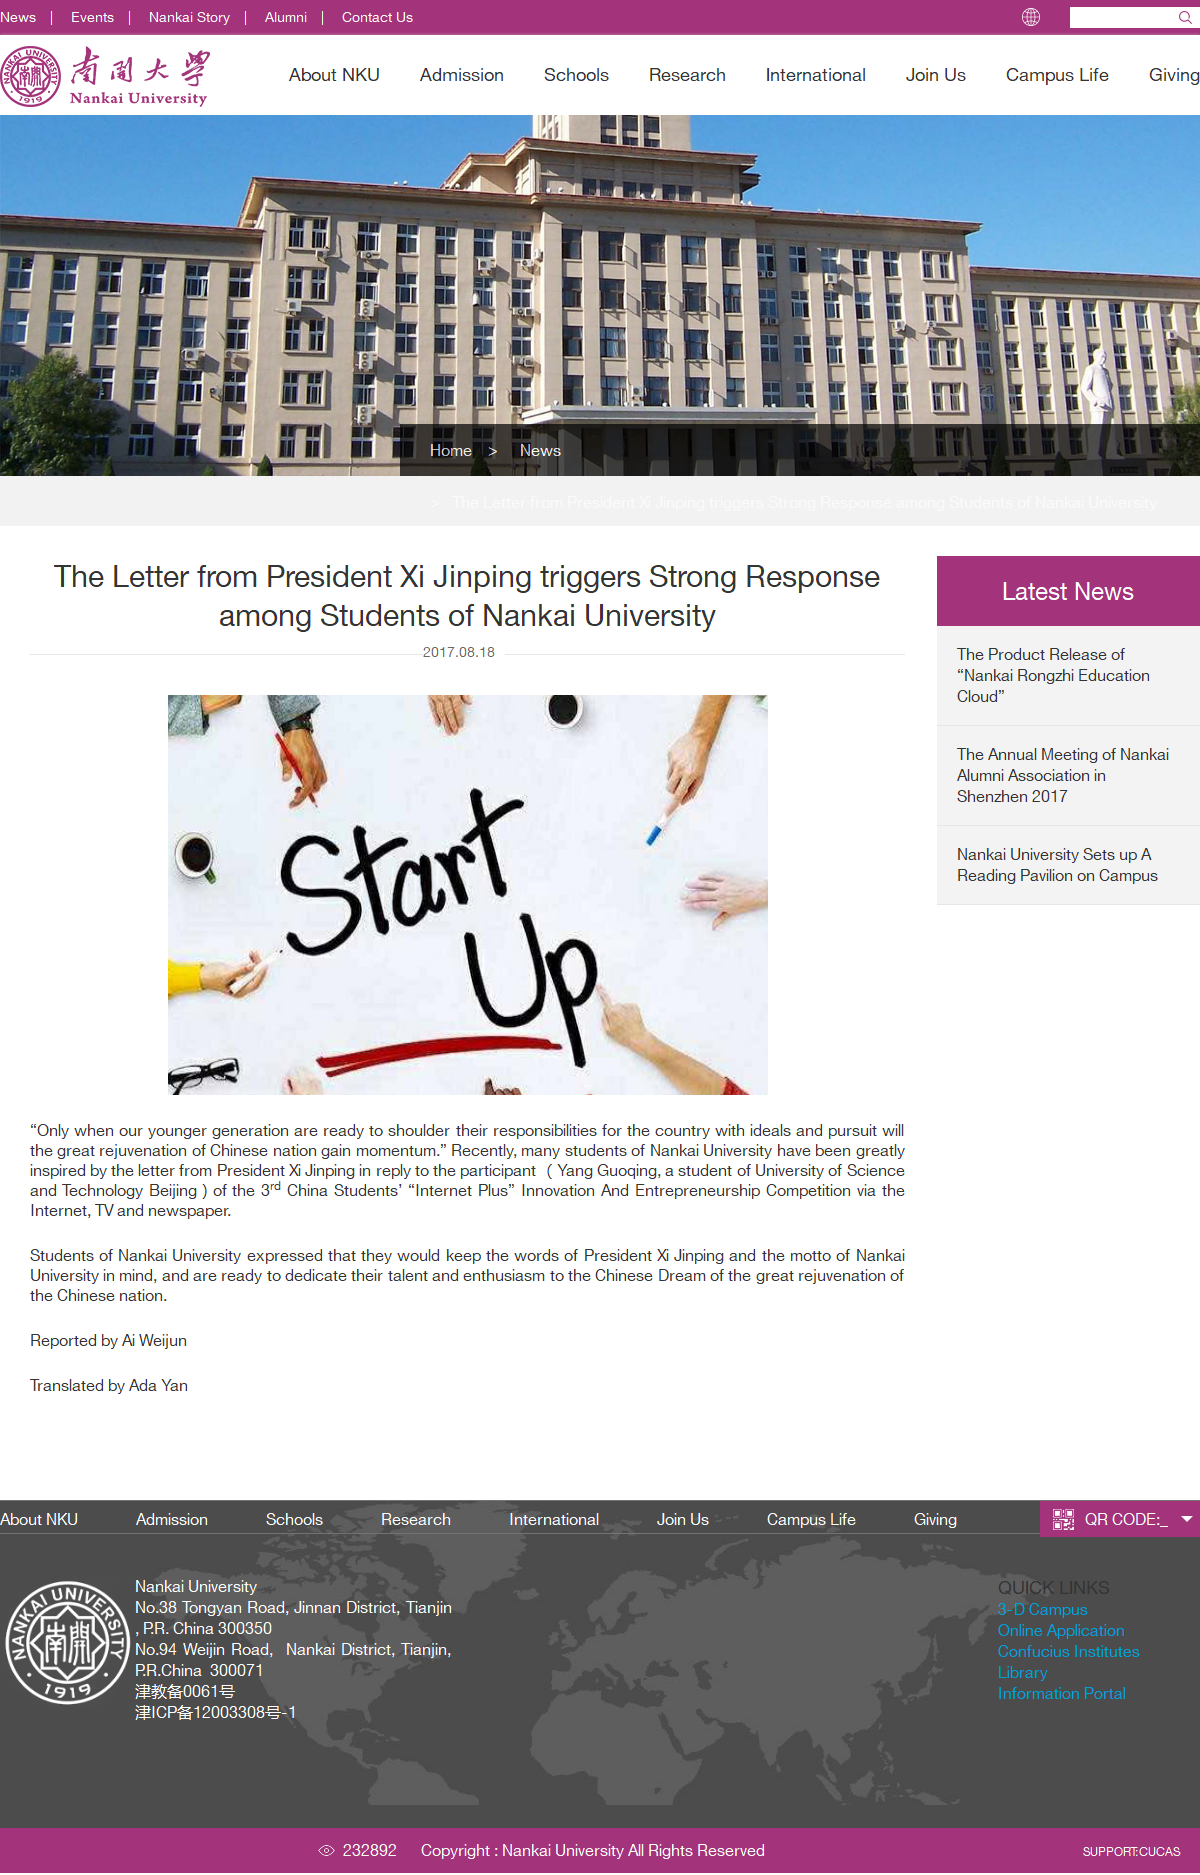 News | Events | Nankai Story | Alumni | Contact Us
NANKAI UNIVERSITY
1919
南開大學
Nankai University
About NKU Admission Schools Research International Join Us Campus Life Giving
Home > News
> The Letter from President Xi Jinping triggers Strong Response among Students of Nankai University
The Letter from President Xi Jinping triggers Strong Response
among Students of Nankai University
2017.08.18
Latest News
The Product Release of
“Nankai Rongzhi Education
Cloud”
The Annual Meeting of Nankai
Alumni Association in
Shenzhen 2017
Nankai University Sets up A
Reading Pavilion on Campus
Start
Up
“Only when our younger generation are ready to shoulder their responsibilities for the country with ideals and pursuit will
the great rejuvenation of Chinese nation gain momentum.” Recently, many students of Nankai University have been greatly
inspired by the letter from President Xi Jinping in reply to the participant （ Yang Guoqing, a student of University of Science
and Technology Beijing ) of the 3rd China Students’ “Internet Plus” Innovation And Entrepreneurship Competition via the
Internet, TV and newspaper.
Students of Nankai University expressed that they would keep the words of President Xi Jinping and the motto of Nankai
University in mind, and are ready to dedicate their talent and enthusiasm to the Chinese Dream of the great rejuvenation of
the Chinese nation.
Reported by Ai Weijun
Translated by Ada Yan
About NKU Admission Schools Research International Join Us Campus Life Giving QR CODE:_
NANKAI UNIVERSITY
1919
Nankai University
No.38 Tongyan Road, Jinnan District, Tianjin
, P.R. China 300350
No.94 Weijin Road, Nankai District, Tianjin,
P.R.China 300071
津教备0061号
津ICP备12003308号-1
QUICK LINKS
3-D Campus
Online Application
Confucius Institutes
Library
Information Portal
232892 Copyright : Nankai University All Rights Reserved
SUPPORT:CUCAS